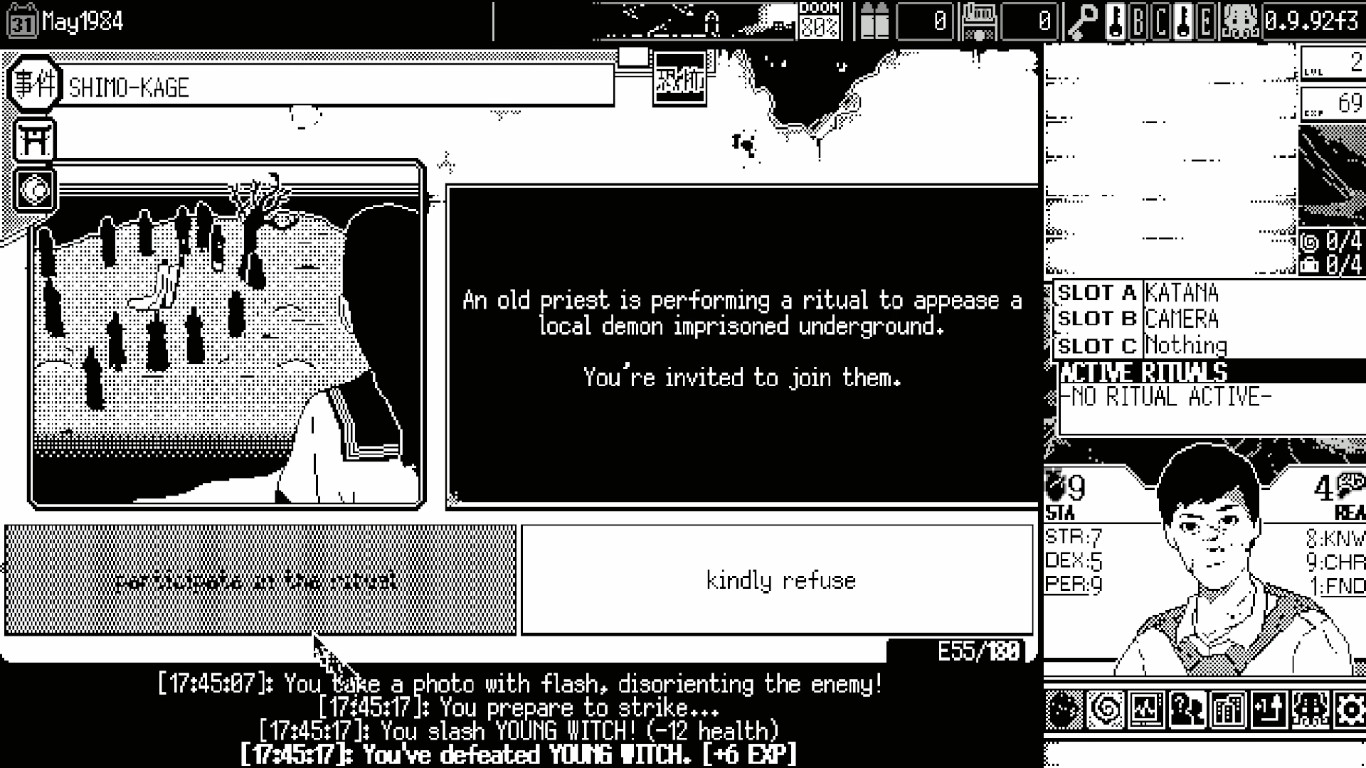 31 May1984
DOOM 80% 0 0 B C E 0.9.92f3
事件 SHIMO-KAGE
恐怖
LVL 2
EXP 69
An old priest is performing a ritual to appease a
local demon imprisoned underground.
You're invited to join them.
0/4
0/4
SLOT A KATANA
SLOT B CAMERA
SLOT C Nothing
ACTIVE RITUALS
-NO RITUAL ACTIVE-
participate in the ritual
kindly refuse
9 4
STA REA
STR:7 8:KNW
DEX:5 9:CHR
PER:9 1:FND
E55/180
[17:45:07]: You take a photo with flash, disorienting the enemy!
[17:45:17]: You prepare to strike...
[17:45:17]: You slash YOUNG WITCH! (-12 health)
[17:45:17]: You've defeated YOUNG WITCH. [+6 EXP]